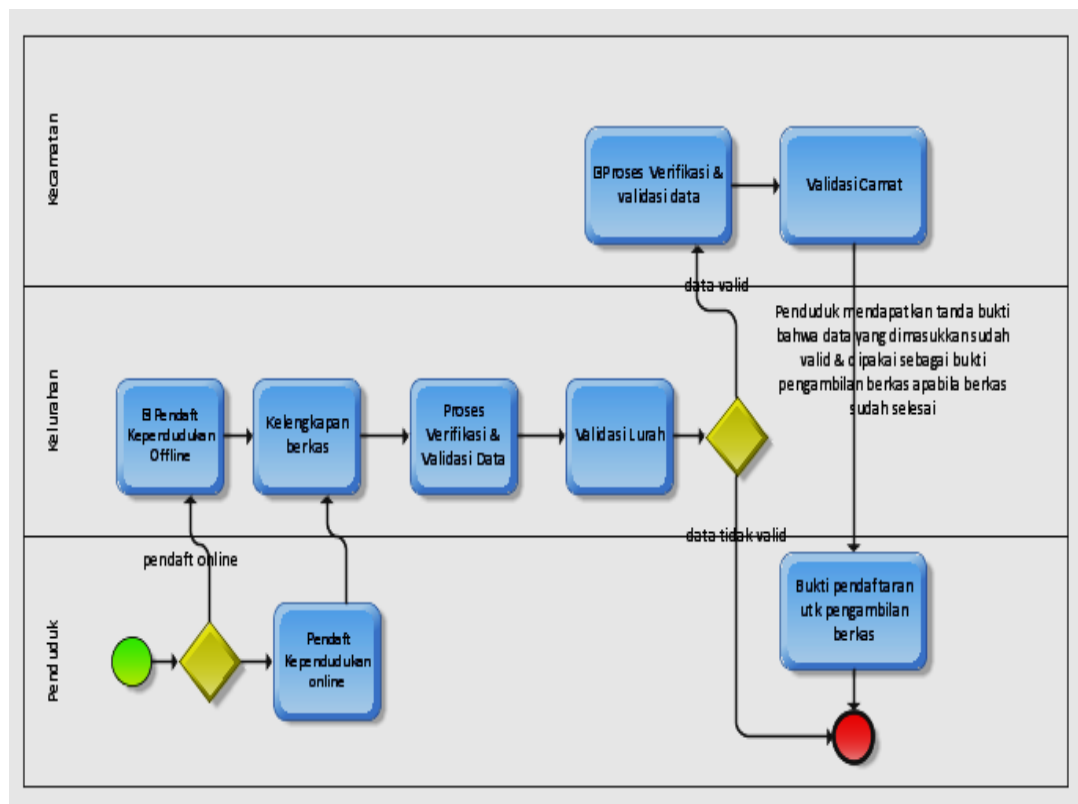 Kecamatan
Proses Verifikasi &
validasi data
Validasi Camat
data valid
Kelurahan
Pendaft
Kependudukan
Offline
Kelengkapan
berkas
Proses
Verifikasi &
Validasi Data
Validasi Lurah
Penduduk mendapatkan tanda bukti
bahwa data yang dimasukkan sudah
valid & dipakai sebagai bukti
pengambilan berkas apabila berkas
sudah selesai
data tidak valid
Penduduk
pendaft online
Pendaft
Kependudukan
online
Bukti pendaftaran
utk pengambilan
berkas